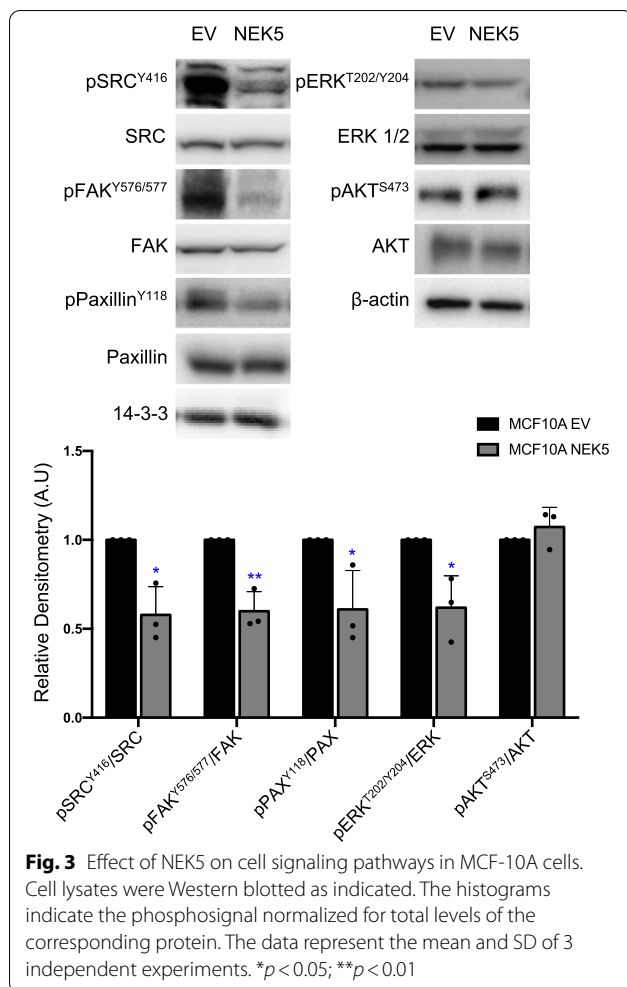 EV NEK5
pSRCY416
SRC
pFAKY576/577
FAK
pPaxillinY118
Paxillin
14-3-3
EV NEK5
pERKT202/Y204
ERK 1/2
pAKTS473
AKT
β-actin
MCF10A EV
MCF10A NEK5
Relative Densitometry (A.U)
1.5
1.0
0.5
0.0
*
**
*
*
pSRCY416/SRC
pFAKY576/577/FAK
pPAXY118/PAX
pERKT202/Y204/ERK
pAKTS473/AKT
Fig. 3 Effect of NEK5 on cell signaling pathways in MCF-10A cells.
Cell lysates were Western blotted as indicated. The histograms
indicate the phosphosignal normalized for total levels of the
corresponding protein. The data represent the mean and SD of 3
independent experiments. *p < 0.05; **p < 0.01